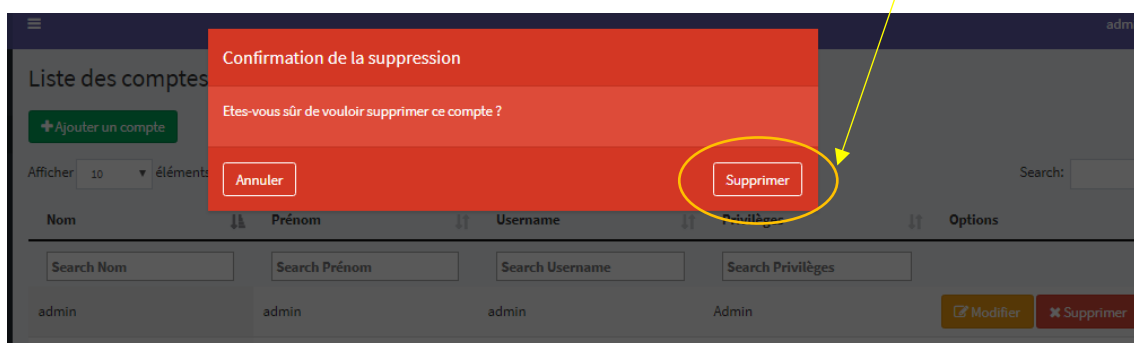 adm
Confirmation de la suppression
Liste des comptes
Etes-vous sûr de vouloir supprimer ce compte ?
Ajouter un compte
Afficher 10 éléments
Search:
Annuler
Supprimer
Nom Prénom Username Privilèges Options
Search Nom Search Prénom Search Username Search Privilèges
admin admin admin Admin Modifier Supprimer